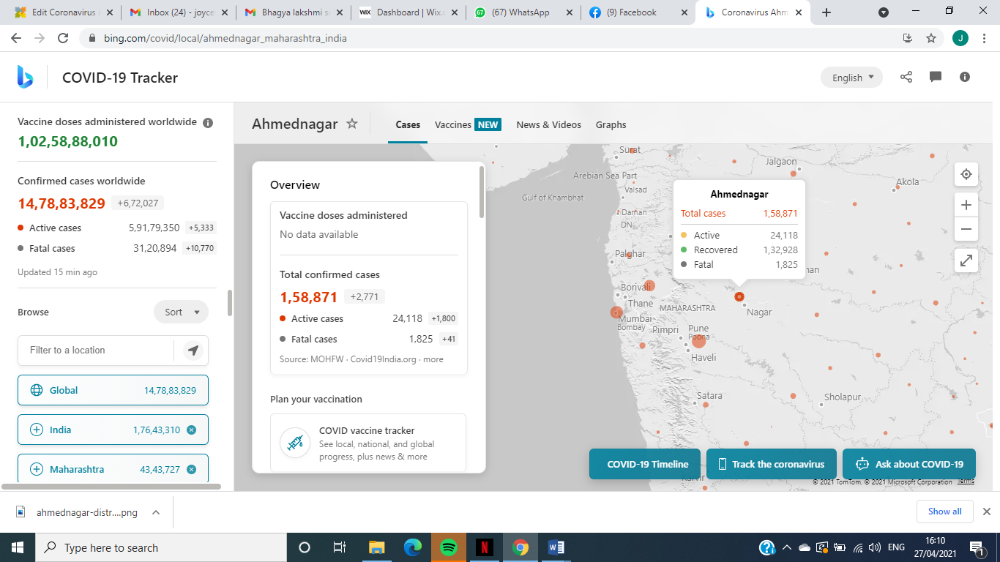 Edit Coronavirus
Inbox (24) - joyce
Bhagya lakshmi s
WIX Dashboard | Wix.c
67 (67) WhatsApp
(9) Facebook
Coronavirus Ahm
bing.com/covid/local/ahmednagar_maharashtra_india
J
COVID-19 Tracker
English
Vaccine doses administered worldwide
1,02,58,88,010
Confirmed cases worldwide
14,78,83,829 +6,72,027
Active cases 5,91,79,350 +5,333
Fatal cases 31,20,894 +10,770
Updated 15 min ago
Browse
Sort
Filter to a location
Global 14,78,83,829
India 1,76,43,310
Maharashtra 43,43,727
Ahmednagar
Cases
Vaccines NEW
News & Videos
Graphs
Overview
Vaccine doses administered
No data available
Total confirmed cases
1,58,871 +2,771
Active cases 24,118 +1,800
Fatal cases 1,825 +41
Source: MOHFW · Covid19India.org · more
Plan your vaccination
COVID vaccine tracker
See local, national, and global
progress, plus news & more
Surat
Jalgaon
Arebian Sea Part
Akola
Valsad
Gulf of Khambhat
Daman
DN
Palghar
Borivali
Thane
MAHARASHTRA
Mumbai
Bombay
Pimpri
Pune
Poona
Haveli
Nagar
Satara
Sholapur
Karvir
Ahmednagar
Total cases 1,58,871
Active 24,118
Recovered 1,32,928
Fatal 1,825
COVID-19 Timeline
Track the coronavirus
Ask about COVID-19
© 2021 TomTom, © 2021 Microsoft Corporation Terms
ahmednagar-distr....png
Show all
Type here to search
N
W
ENG
16:10
27/04/2021
1